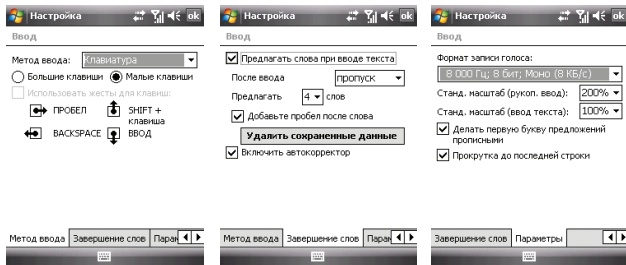 Настройка ok
Ввод
Метод ввода: Клавиатура
Большие клавиши Малые клавиши
Использовать жесты для клавиш:
ПРОБЕЛ SHIFT +
клавиша
BACKSPACE ВВОД
Метод ввода Завершение слов Парам
Настройка ok
Ввод
Предлагать слова при вводе текста
После ввода пропуск
Предлагать 4 слов
Добавьте пробел после слова
Удалить сохраненные данные
Включить автокорректор
Метод ввода Завершение слов Парам
Настройка ok
Ввод
Формат записи голоса:
8 000 Гц; 8 бит; Моно (8 КБ/с)
Станд. масштаб (рукоп. ввод): 200%
Станд. масштаб (ввод текста): 100%
Делать первую букву предложений
прописными
Прокрутка до последней строки
Завершение слов Параметры